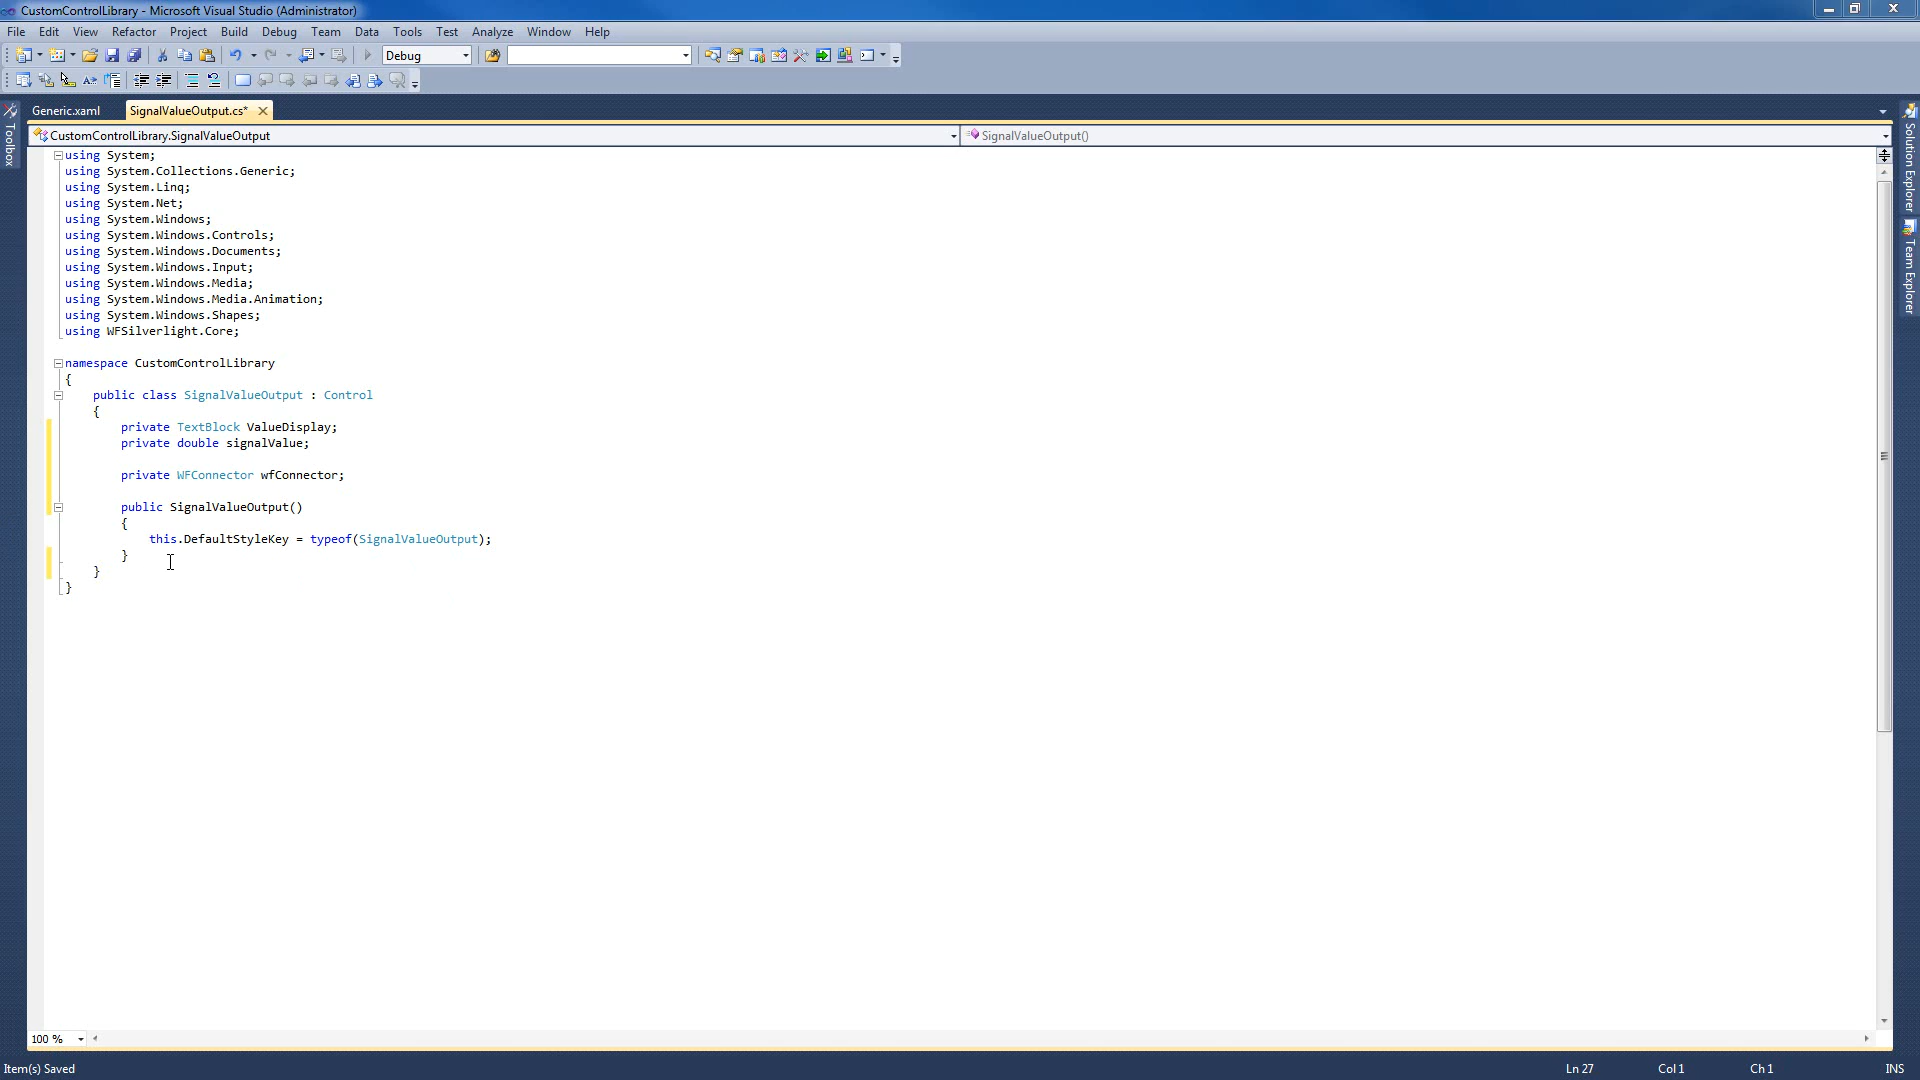 CustomControlLibrary - Microsoft Visual Studio (Administrator)
File Edit View Refactor Project Build Debug Team Data Tools Test Analyze Window Help
Debug
Generic.xaml SignalValueOutput.cs*
CustomControlLibrary.SignalValueOutput SignalValueOutput()
Toolbox
Solution Explorer
Team Explorer
using System;
using System.Collections.Generic;
using System.Linq;
using System.Net;
using System.Windows;
using System.Windows.Controls;
using System.Windows.Documents;
using System.Windows.Input;
using System.Windows.Media;
using System.Windows.Media.Animation;
using System.Windows.Shapes;
using WFSilverlight.Core;
namespace CustomControlLibrary
{
public class SignalValueOutput : Control
{
private TextBlock ValueDisplay;
private double signalValue;
private WFConnector wfConnector;
public SignalValueOutput()
{
this.DefaultStyleKey = typeof(SignalValueOutput);
}
}
}
100 %
Item(s) Saved Ln 27 Col 1 Ch 1 INS